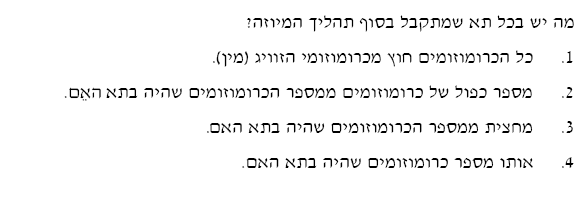 מה יש בכל תא שמתקבל בסוף תהליך המיוזה?
1. כל הכרומוזומים חוץ מכרומוזומי הזוויג (מין).
2. מספר כפול של כרומוזומים ממספר הכרומוזומים שהיה בתא האֵם.
3. מחצית ממספר הכרומוזומים שהיה בתא האם.
4. אותו מספר כרומוזומים שהיה בתא האם.